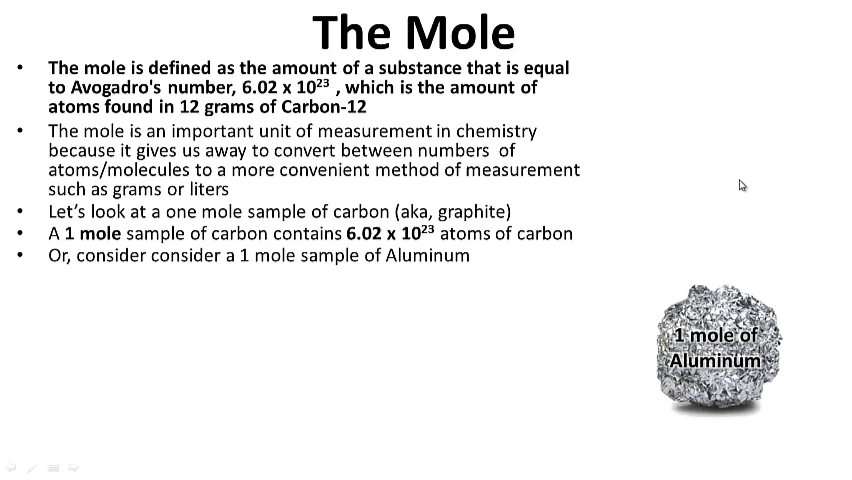 The Mole
• The mole is defined as the amount of a substance that is equal
to Avogadro's number, 6.02 x 10²³ , which is the amount of
atoms found in 12 grams of Carbon-12
• The mole is an important unit of measurement in chemistry
because it gives us away to convert between numbers of
atoms/molecules to a more convenient method of measurement
such as grams or liters
• Let's look at a one mole sample of carbon (aka, graphite)
• A 1 mole sample of carbon contains 6.02 x 10²³ atoms of carbon
• Or, consider consider a 1 mole sample of Aluminum
1 mole of
Aluminum